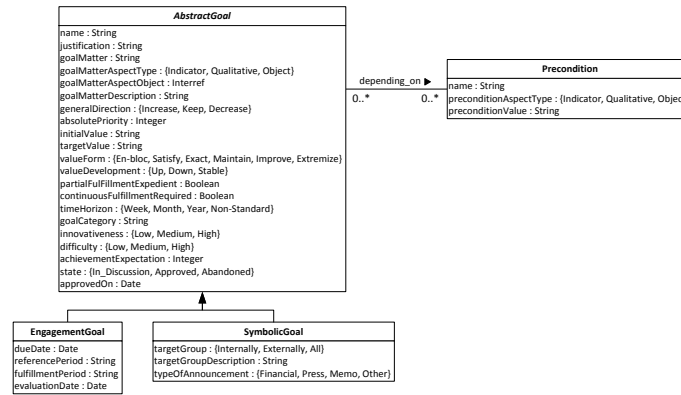 AbstractGoal
name : String
justification : String
goalMatter : String
goalMatterAspectType : {Indicator, Qualitative, Object}
goalMatterAspectObject : Interref
goalMatterDescription : String
generalDirection : {Increase, Keep, Decrease}
absolutePriority : Integer
initialValue : String
targetValue : String
valueForm : {En-bloc, Satisfy, Exact, Maintain, Improve, Extremize}
valueDevelopment : {Up, Down, Stable}
partialFulFillmentExpedient : Boolean
continuousFulfillmentRequired : Boolean
timeHorizon : {Week, Month, Year, Non-Standard}
goalCategory : String
innovativeness : {Low, Medium, High}
difficulty : {Low, Medium, High}
achievementExpectation : Integer
state : {In_Discussion, Approved, Abandoned}
approvedOn : Date
depending_on ▶
0..* 0..*
Precondition
name : String
preconditionAspectType : {Indicator, Qualitative, Objec
preconditionValue : String
EngagementGoal
dueDate : Date
referencePeriod : String
fulfillmentPeriod : String
evaluationDate : Date
SymbolicGoal
targetGroup : {Internally, Externally, All}
targetGroupDescription : String
typeOfAnnouncement : {Financial, Press, Memo, Other}